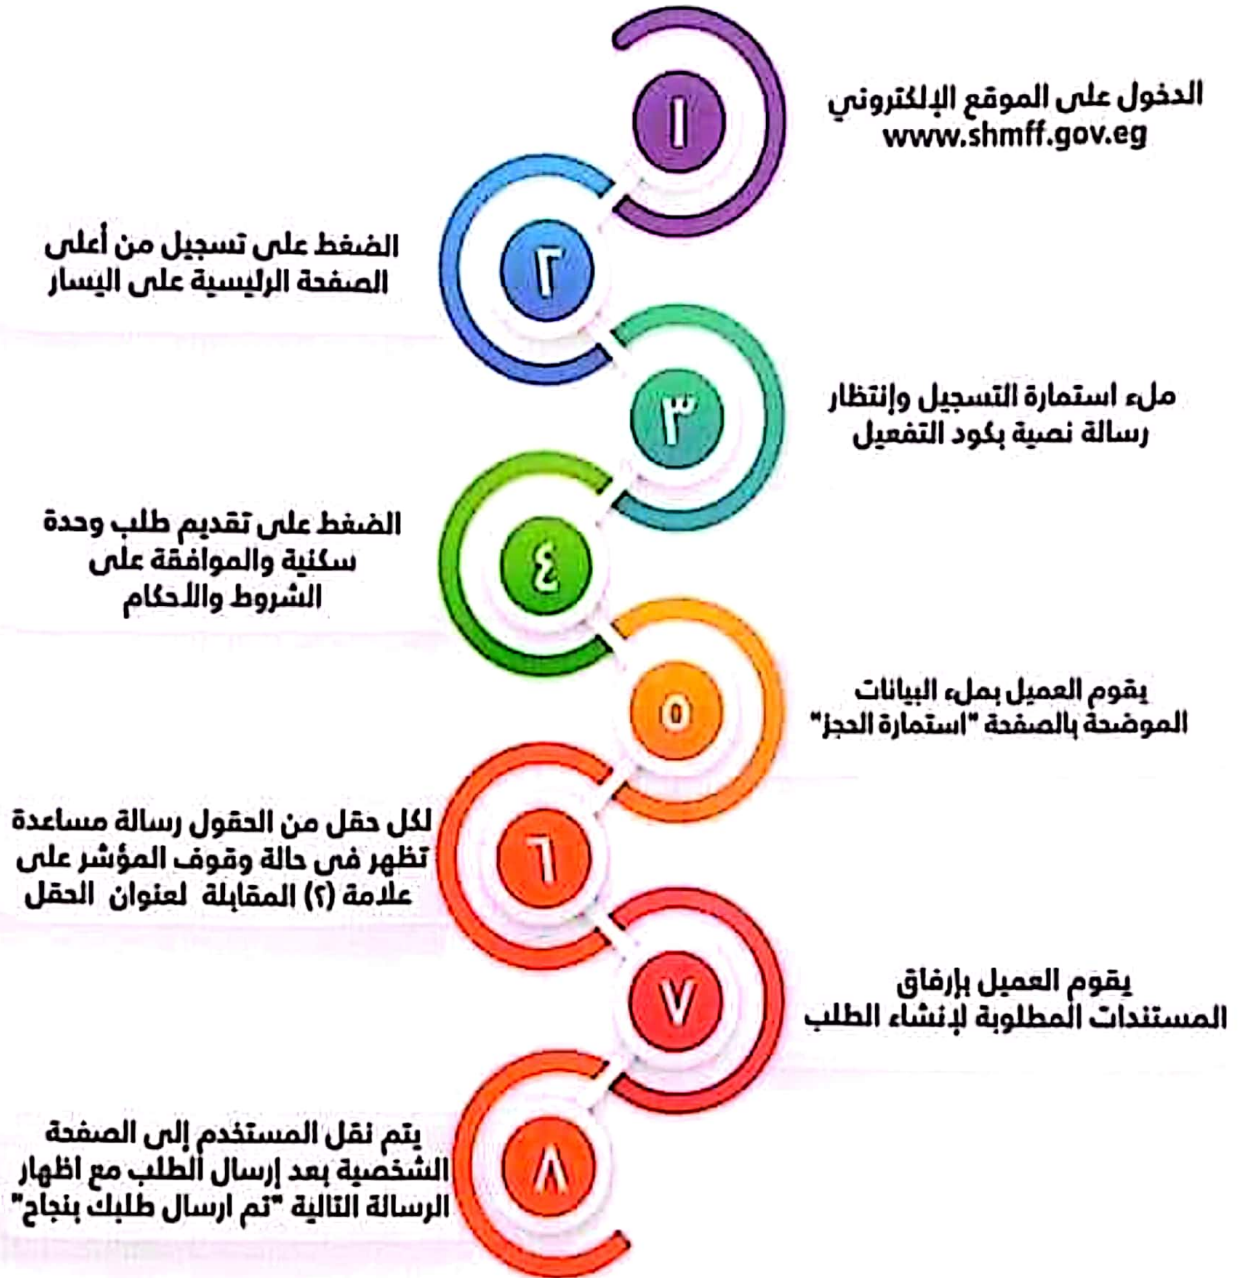 ١
الدخول على الموقع الإلكتروني
www.shmff.gov.eg
٢
الضغط على تسجيل من أعلى
الصفحة الرئيسية على اليسار
٣
ملء استمارة التسجيل وإنتظار
رسالة نصية بكود التفعيل
٤
الضغط على تقديم طلب وحدة
سكنية والموافقة على
الشروط والأحكام
٥
يقوم العميل بملء البيانات
الموضحة بالصفحة "استمارة الحجز"
٦
لكل حقل من الحقول رسالة مساعدة
تظهر في حالة وقوف المؤشر على
علامة (؟) المقابلة لعنوان الحقل
٧
يقوم العميل بإرفاق
المستندات المطلوبة لإنشاء الطلب
٨
يتم نقل المستخدم إلى الصفحة
الشخصية بعد إرسال الطلب مع اظهار
الرسالة التالية "تم ارسال طلبك بنجاح"